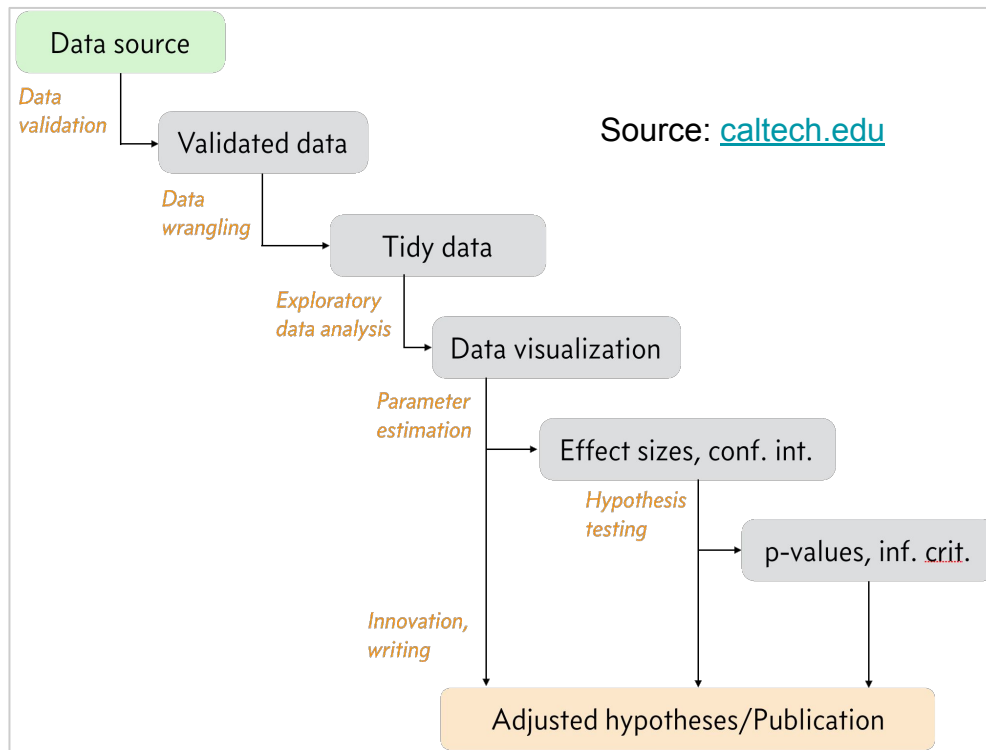 Data source
Data
validation
Validated data
Source: caltech.edu
Data
wrangling
Tidy data
Exploratory
data analysis
Data visualization
Parameter
estimation
Effect sizes, conf. int.
Hypothesis
testing
p-values, inf. crit.
Innovation,
writing
Adjusted hypotheses/Publication